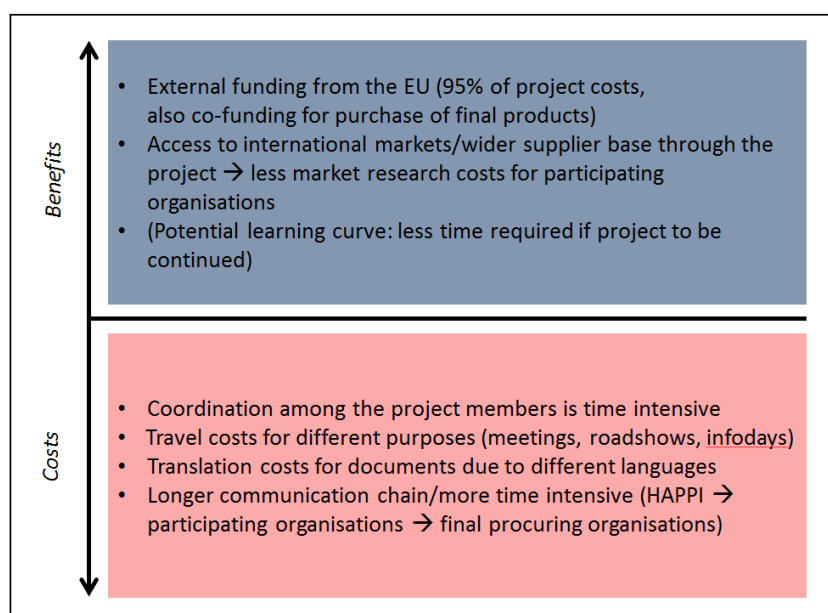 Benefits
• External funding from the EU (95% of project costs,
also co-funding for purchase of final products)
• Access to international markets/wider supplier base through the
project → less market research costs for participating
organisations
• (Potential learning curve: less time required if project to be
continued)
Costs
• Coordination among the project members is time intensive
• Travel costs for different purposes (meetings, roadshows, infodays)
• Translation costs for documents due to different languages
• Longer communication chain/more time intensive (HAPPI →
participating organisations → final procuring organisations)